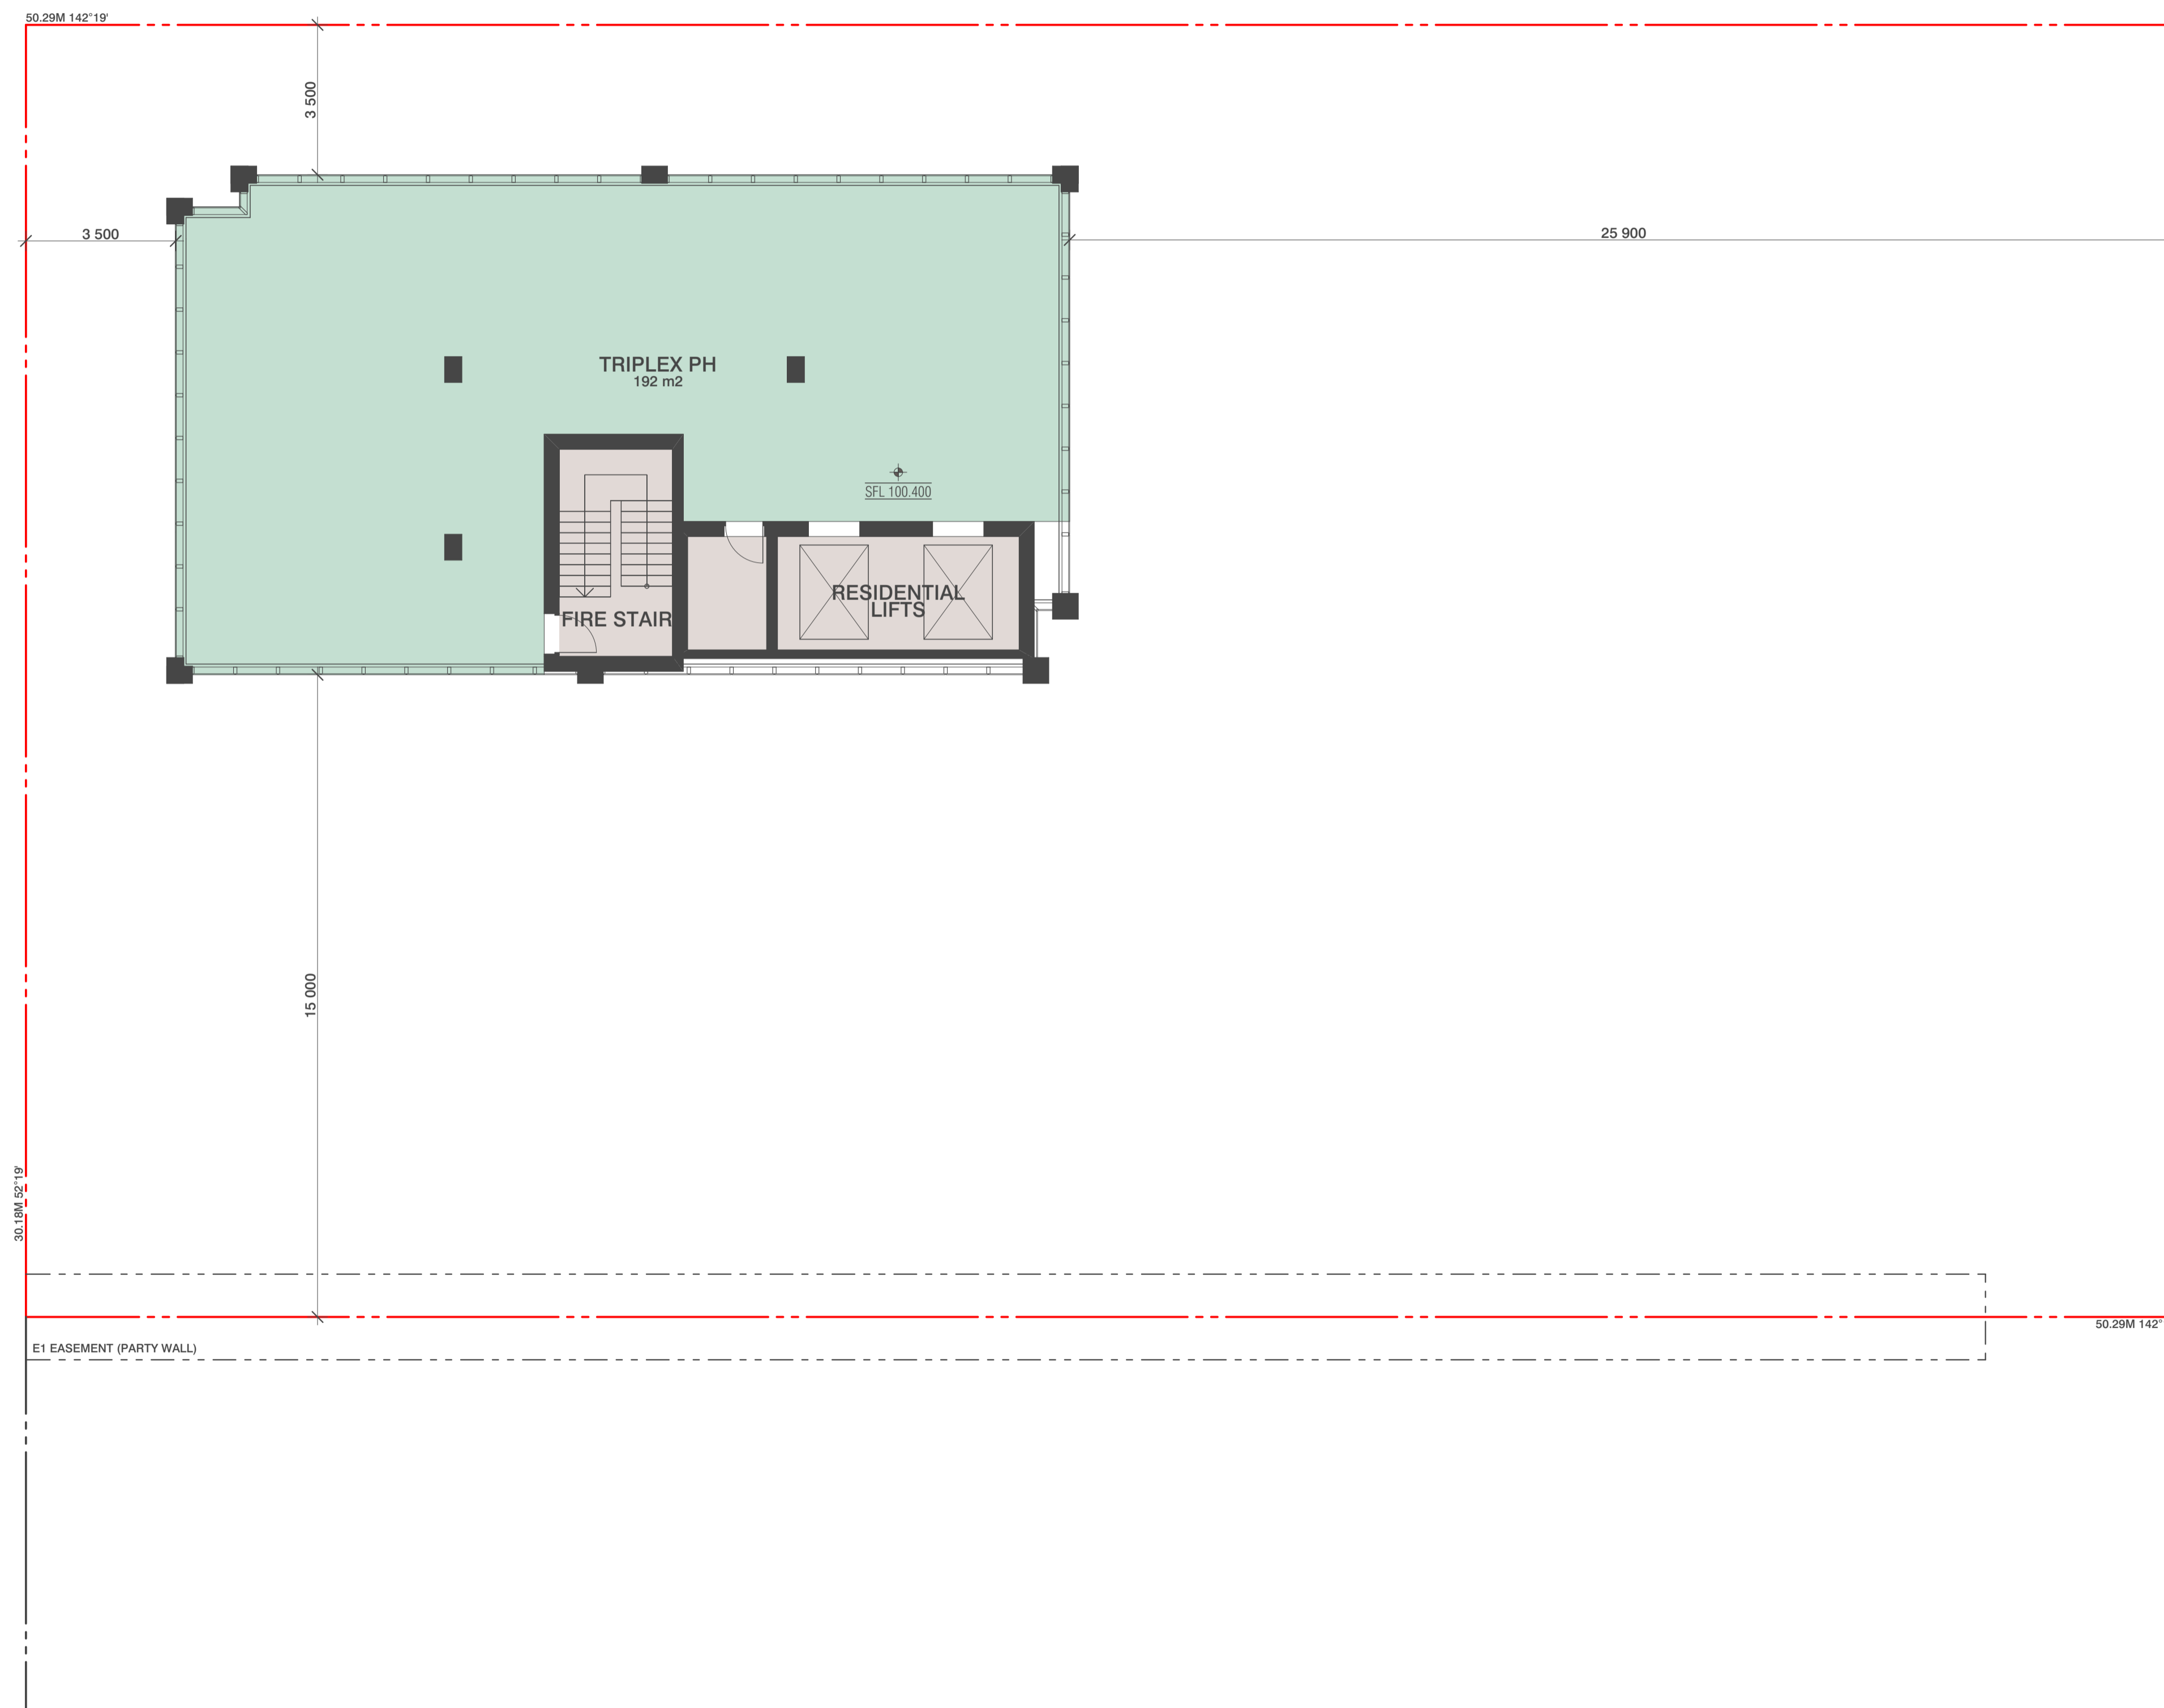 50.29M 142°19'
3 500
3 500
25 900
TRIPLEX PH
192 m2
SFL 100.400
RESIDENTIAL
LIFTS
FIRE STAIR
15 000
30.18M 52°19'
50.29M 142°
E1 EASEMENT (PARTY WALL)